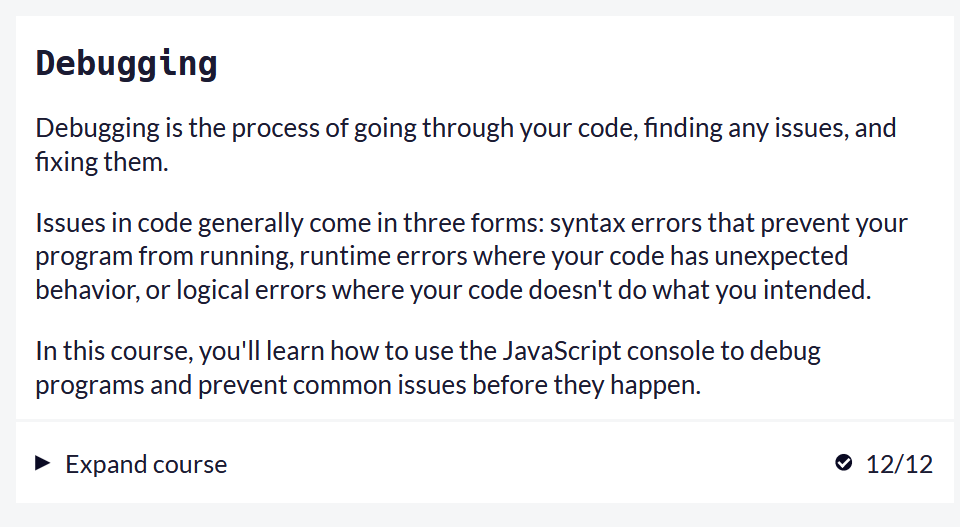 Debugging
Debugging is the process of going through your code, finding any issues, and
fixing them.
Issues in code generally come in three forms: syntax errors that prevent your
program from running, runtime errors where your code has unexpected
behavior, or logical errors where your code doesn't do what you intended.
In this course, you'll learn how to use the JavaScript console to debug
programs and prevent common issues before they happen.
Expand course 12/12